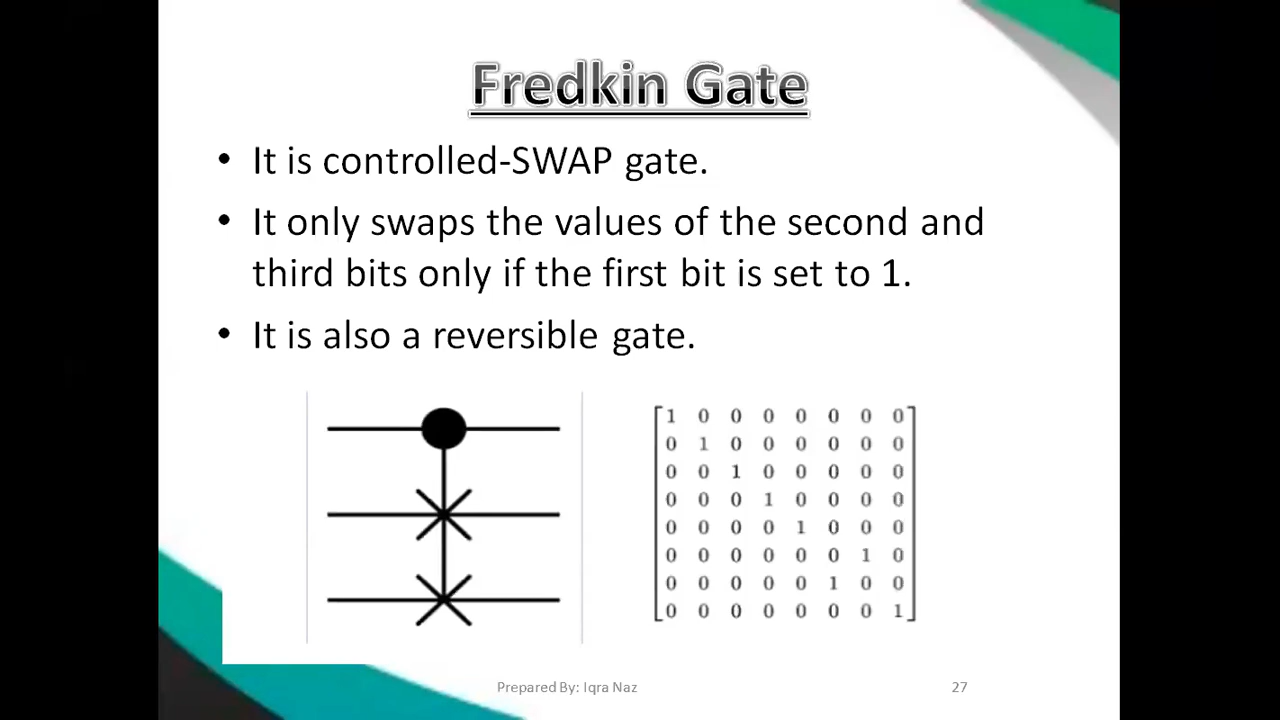 Fredkin Gate
• It is controlled-SWAP gate.
• It only swaps the values of the second and
third bits only if the first bit is set to 1.
• It is also a reversible gate.
1 0 0 0 0 0 0 0
0 1 0 0 0 0 0 0
0 0 1 0 0 0 0 0
0 0 0 1 0 0 0 0
0 0 0 0 1 0 0 0
0 0 0 0 0 0 1 0
0 0 0 0 0 1 0 0
0 0 0 0 0 0 0 1
Prepared By: Iqra Naz
27